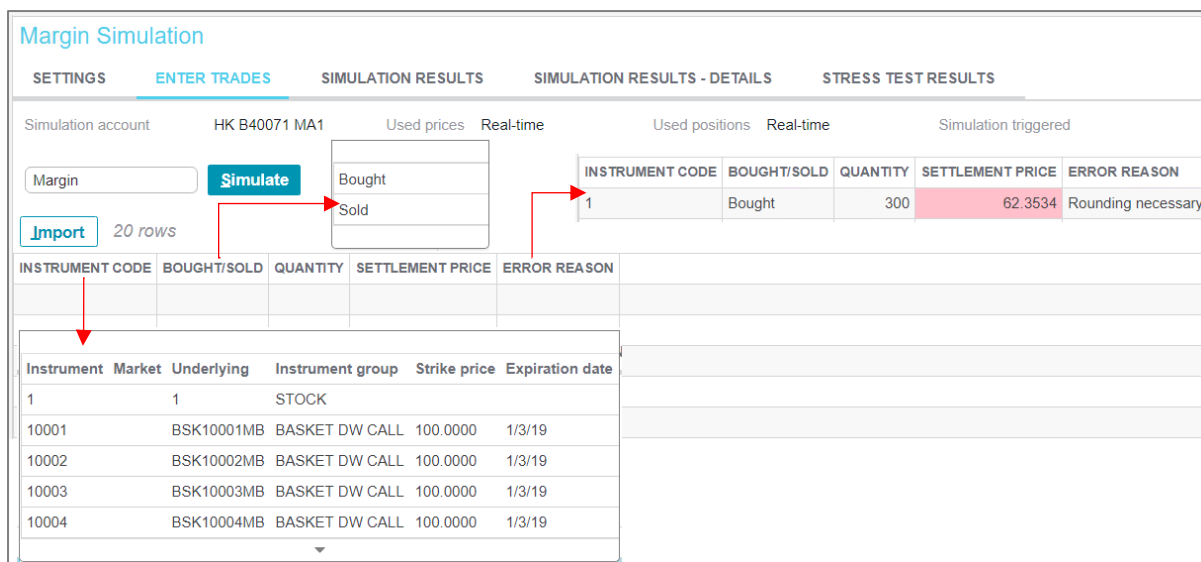 Margin Simulation
SETTINGS ENTER TRADES SIMULATION RESULTS SIMULATION RESULTS - DETAILS STRESS TEST RESULTS
Simulation account HK B40071 MA1 Used prices Real-time Used positions Real-time Simulation triggered
Margin Simulate
Bought
Sold
INSTRUMENT CODE BOUGHT/SOLD QUANTITY SETTLEMENT PRICE ERROR REASON
1 Bought 300 62.3534 Rounding necessary
Import 20 rows
INSTRUMENT CODE BOUGHT/SOLD QUANTITY SETTLEMENT PRICE ERROR REASON
Instrument Market Underlying Instrument group Strike price Expiration date
1 1 STOCK
10001 BSK10001MB BASKET DW CALL 100.0000 1/3/19
10002 BSK10002MB BASKET DW CALL 100.0000 1/3/19
10003 BSK10003MB BASKET DW CALL 100.0000 1/3/19
10004 BSK10004MB BASKET DW CALL 100.0000 1/3/19